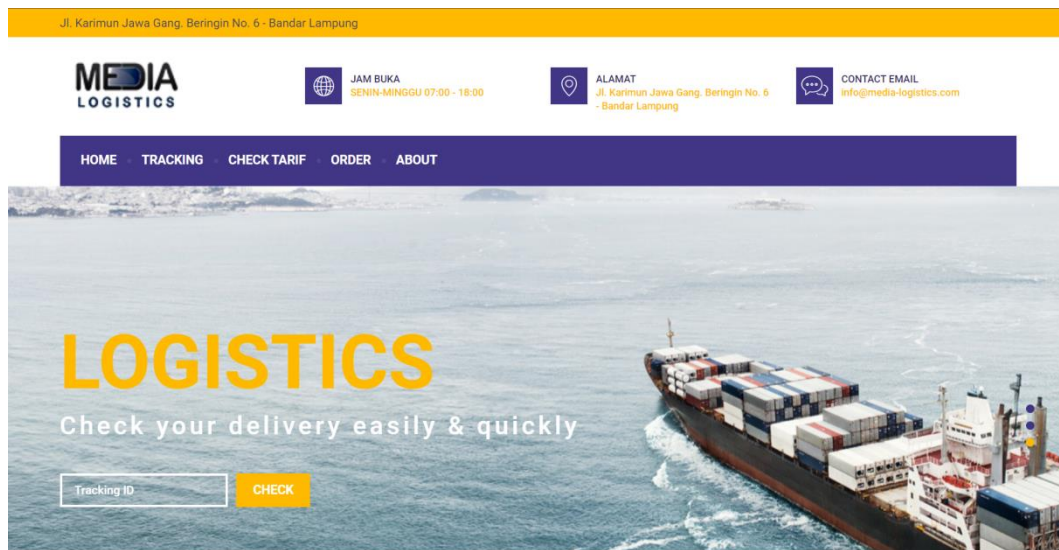 Jl. Karimun Jawa Gang. Beringin No. 6 - Bandar Lampung
MEDIA
LOGISTICS
JAM BUKA
SENIN-MINGGU 07:00 - 18:00
ALAMAT
Jl. Karimun Jawa Gang. Beringin No. 6
- Bandar Lampung
CONTACT EMAIL
info@media-logistics.com
HOME TRACKING CHECK TARIF ORDER ABOUT
LOGISTICS
Check your delivery easily & quickly
Tracking ID CHECK